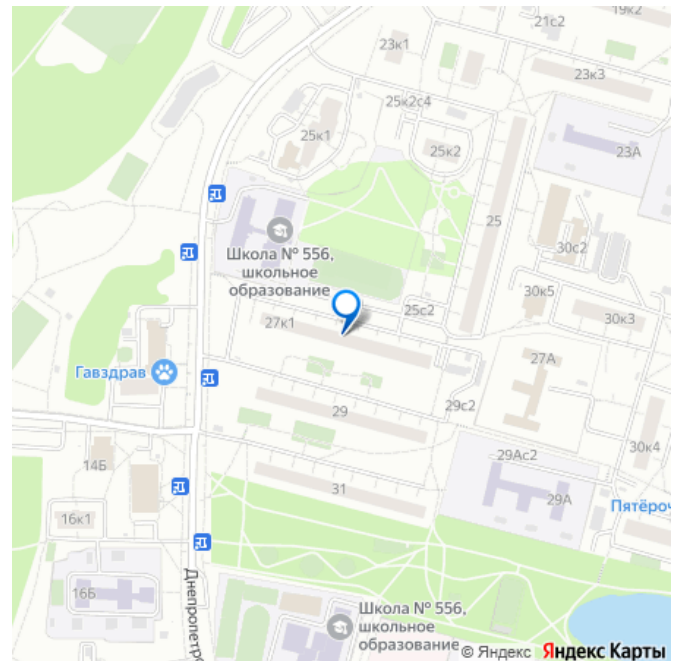 19к2
21с2
23к1
23к3
25к2с4
25к1
25к2
23А
25
Школа № 556,
школьное
образование
30с2
30к5
25с2
27к1
30к3
27А
Гавздрав
29
29с2
30к4
14Б
29Ас2
31
29А
Пятёроч
16к1
16Б
Днепропетро
Школа № 556,
школьное
образование
© Яндекс Яндекс Карты